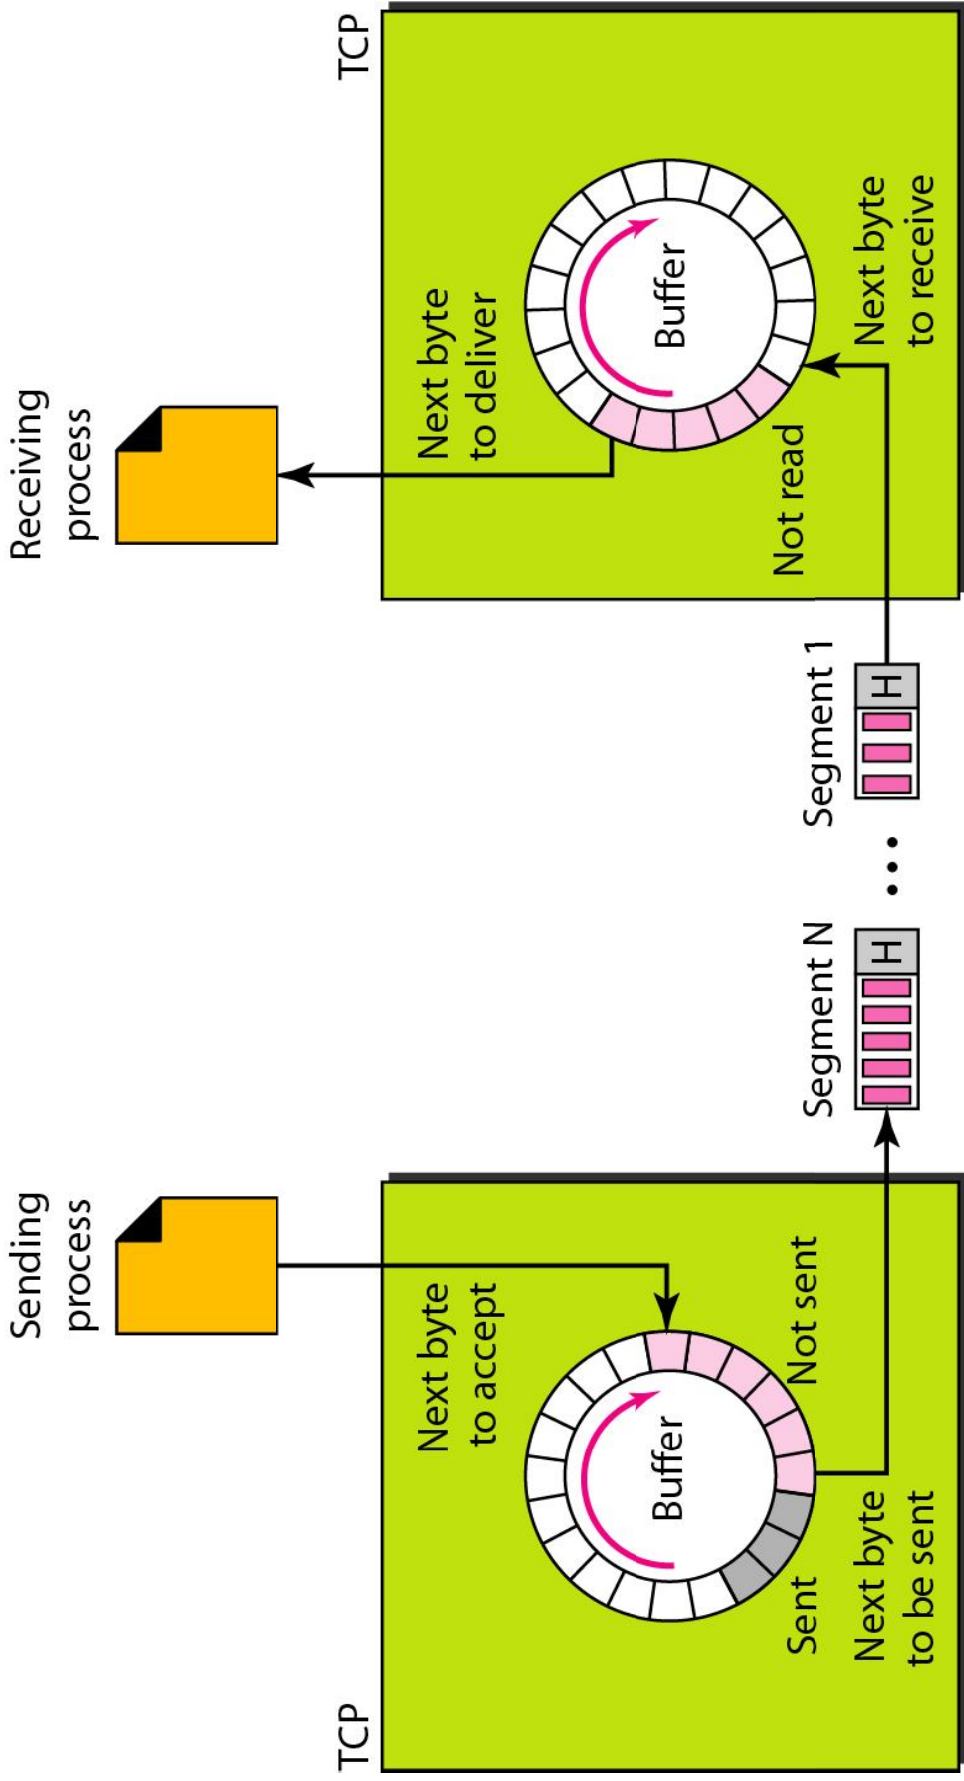 Sending
process
Receiving
process
TCP
TCP
Next byte
to accept
Next byte
to deliver
Buffer
Buffer
Sent
Not sent
Not read
Next byte
to be sent
Next byte
to receive
Segment N
Segment 1
H
H